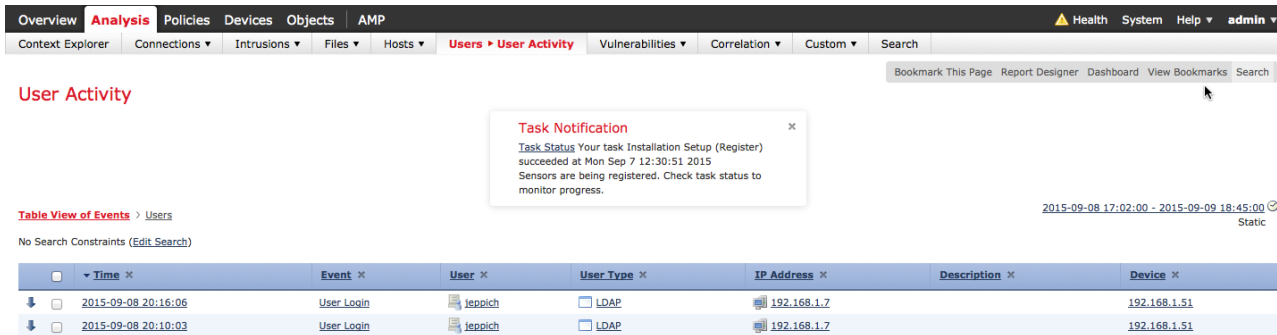 Overview Analysis Policies Devices Objects AMP Health System Help admin
Context Explorer Connections Intrusions Files Hosts Users User Activity Vulnerabilities Correlation Custom Search
Bookmark This Page Report Designer Dashboard View Bookmarks Search
User Activity
Task Notification
Task Status Your task Installation Setup (Register)
succeeded at Mon Sep 7 12:30:51 2015
Sensors are being registered. Check task status to
monitor progress.
Table View of Events > Users
2015-09-08 17:02:00 - 2015-09-09 18:45:00
Static
No Search Constraints (Edit Search)
Time Event User User Type IP Address Description Device
2015-09-08 20:16:06 User Login jeppich LDAP 192.168.1.7 192.168.1.51
2015-09-08 20:10:03 User Login jeppich LDAP 192.168.1.7 192.168.1.51